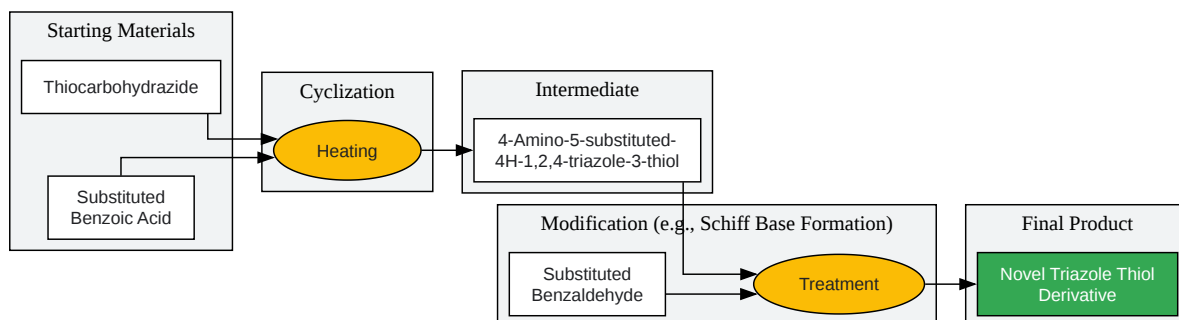 Starting Materials
Thiocarbohydrazide
Substituted
Benzoic Acid
Cyclization
Heating
Intermediate
4-Amino-5-substituted-
4H-1,2,4-triazole-3-thiol
Modification (e.g., Schiff Base Formation)
Substituted
Benzaldehyde
Treatment
Final Product
Novel Triazole Thiol
Derivative